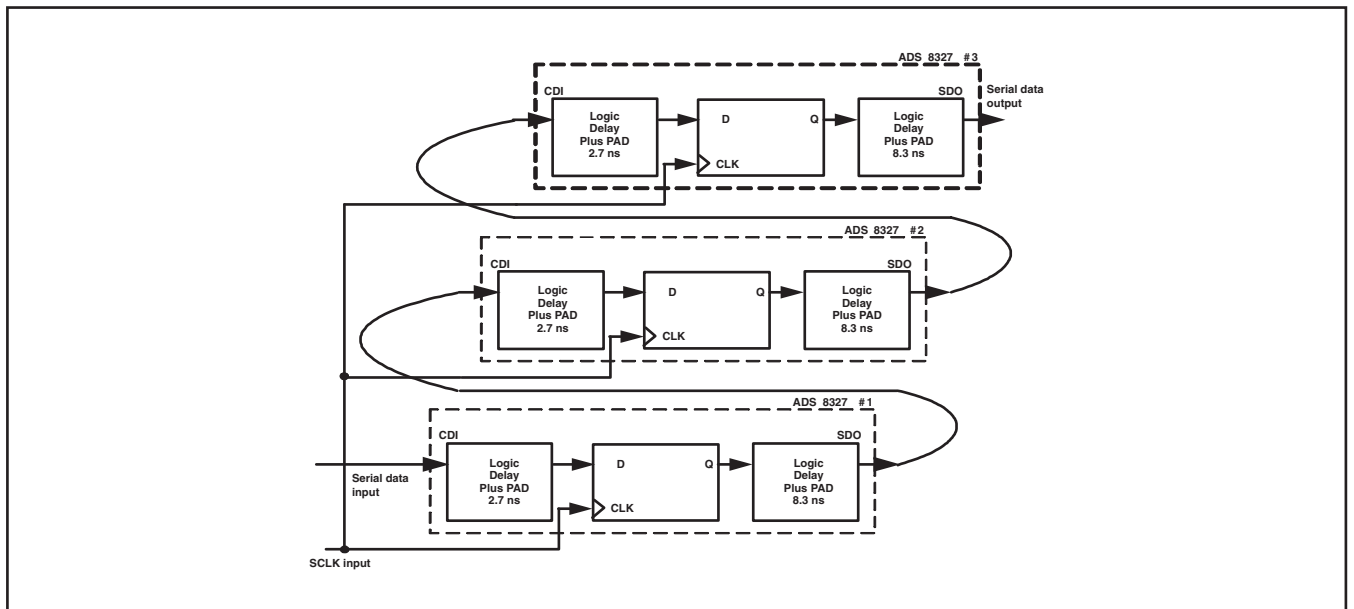 ADS 8327 #3
CDI
SDO
Serial data
output
Logic
Delay
Plus PAD
2.7 ns
D
Q
CLK
Logic
Delay
Plus PAD
8.3 ns
ADS 8327 #2
CDI
SDO
Logic
Delay
Plus PAD
2.7 ns
D
Q
CLK
Logic
Delay
Plus PAD
8.3 ns
ADS 8327 #1
CDI
SDO
Logic
Delay
Plus PAD
2.7 ns
D
Q
CLK
Logic
Delay
Plus PAD
8.3 ns
Serial data
input
SCLK input